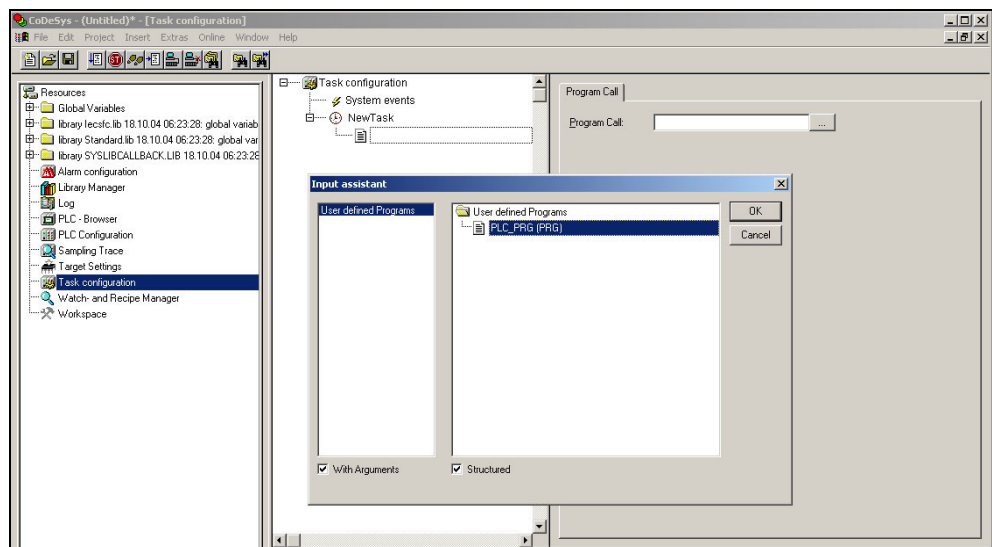 CoDeSys - (Untitled)* - [Task configuration]
File Edit Project Insert Extras Online Window Help
Resources
Global Variables
library Iecsfc.lib 18.10.04 06:23:28: global variab
library Standard.lib 18.10.04 06:23:28: global var
library SYSLIBCALLBACK.LIB 18.10.04 06:23:28
Alarm configuration
Library Manager
Log
PLC - Browser
PLC Configuration
Sampling Trace
Target Settings
Task configuration
Watch- and Recipe Manager
Workspace
Task configuration
System events
NewTask
Program Call
Program Call:
...
Input assistant
User defined Programs
User defined Programs
PLC_PRG (PRG)
OK
Cancel
With Arguments
Structured